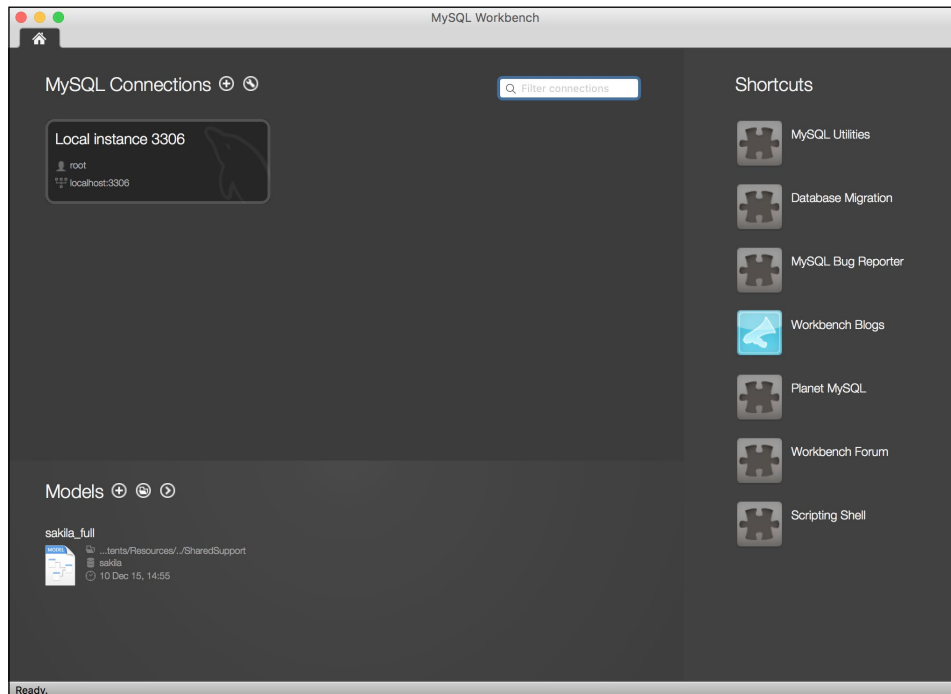 MySQL Workbench
MySQL Connections
Filter connections
Local instance 3306
root
localhost:3306
Shortcuts
MySQL Utilities
Database Migration
MySQL Bug Reporter
Workbench Blogs
Planet MySQL
Workbench Forum
Scripting Shell
Models
sakila_full
MODEL
...tents/Resources/../SharedSupport
sakila
10 Dec 15, 14:55
Ready.